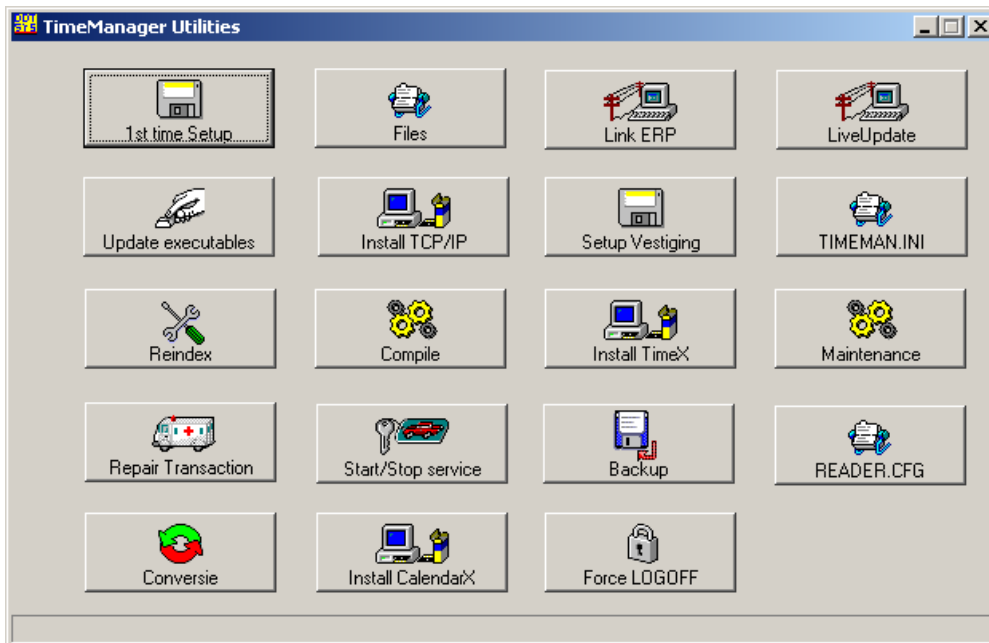 TimeManager Utilities
1st time Setup
Files
Link ERP
LiveUpdate
Update executables
Install TCP/IP
Setup Vestiging
TIMEMAN.INI
Reindex
Compile
Install TimeX
Maintenance
Repair Transaction
Start/Stop service
Backup
READER.CFG
Conversie
Install CalendarX
Force LOGOFF